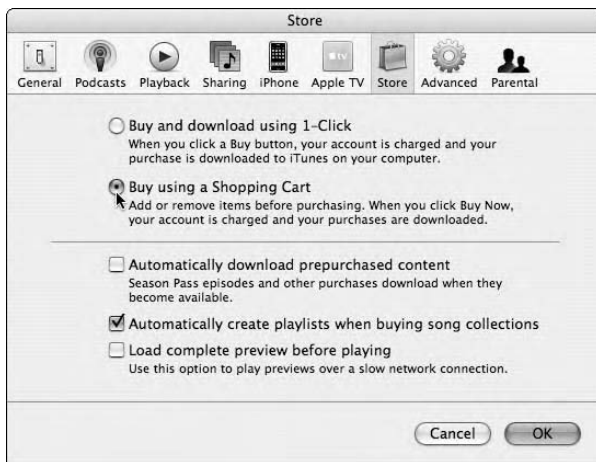 Store
General Podcasts Playback Sharing iPhone Apple TV Store Advanced Parental
Buy and download using 1-Click
When you click a Buy button, your account is charged and your
purchase is downloaded to iTunes on your computer.
Buy using a Shopping Cart
Add or remove items before purchasing. When you click Buy Now,
your account is charged and your purchases are downloaded.
Automatically download prepurchased content
Season Pass episodes and other purchases download when they
become available.
Automatically create playlists when buying song collections
Load complete preview before playing
Use this option to play previews over a slow network connection.
Cancel OK